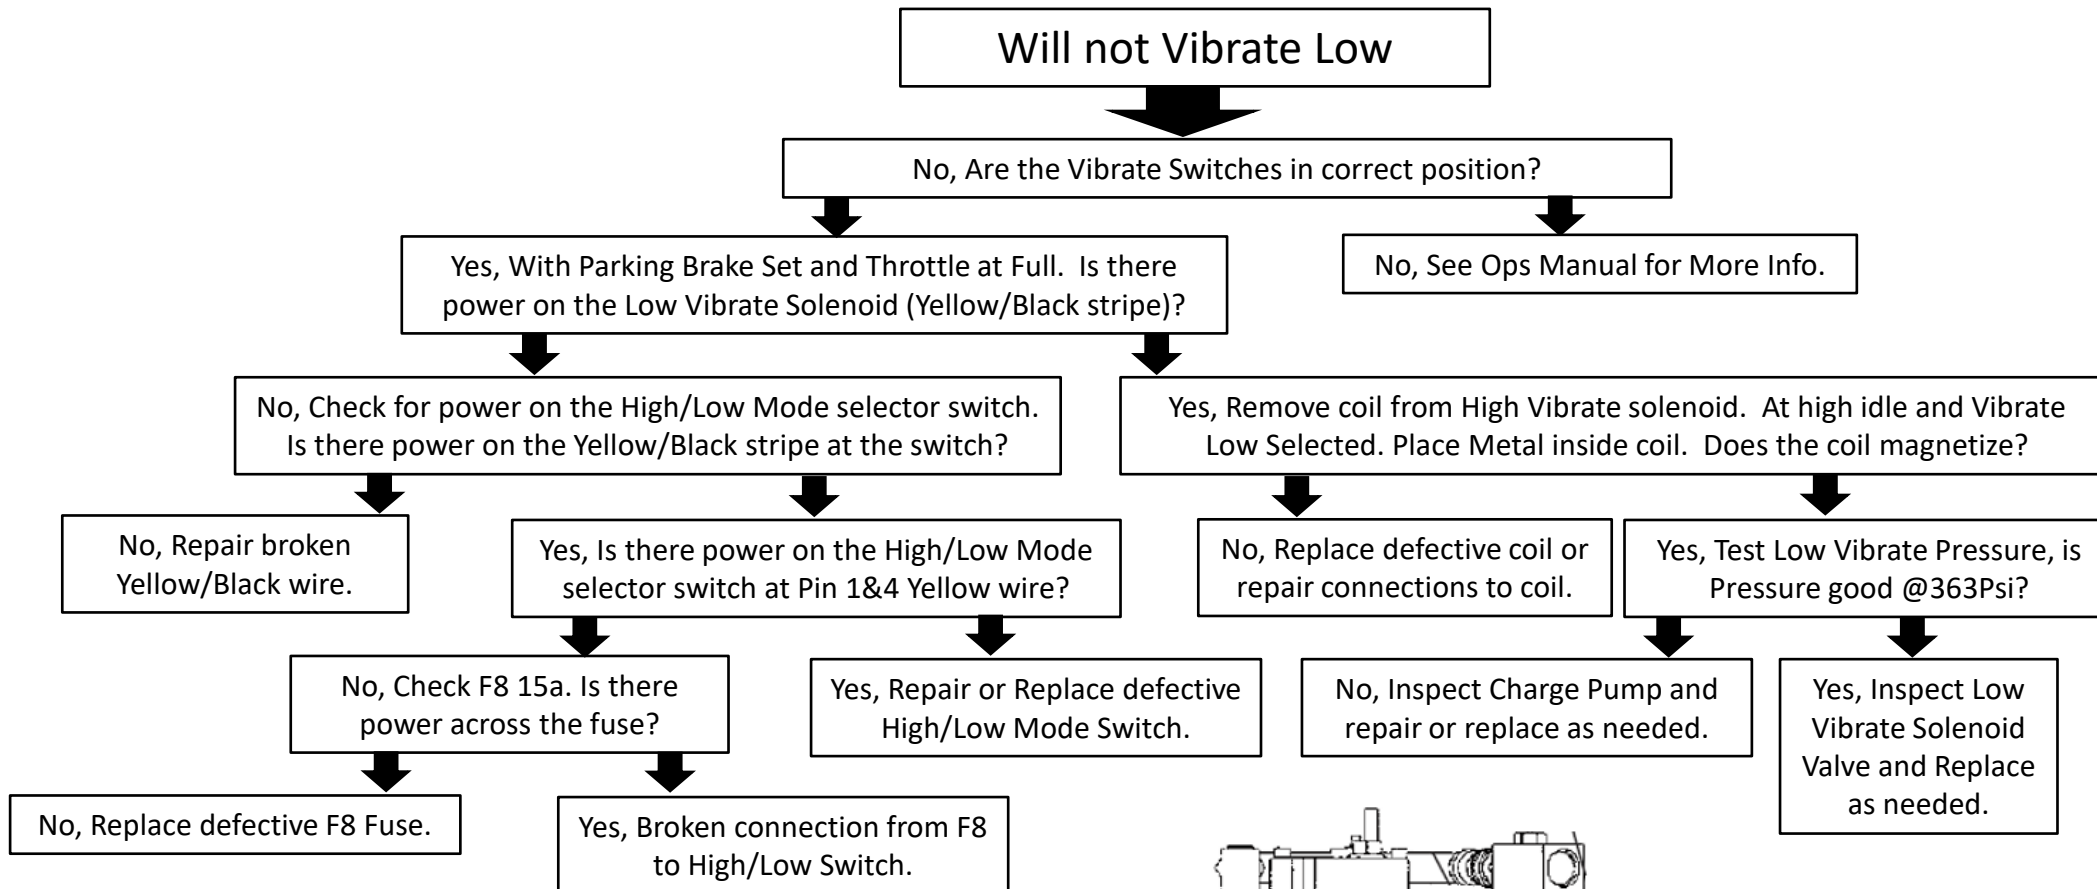 Will not Vibrate Low
No, Are the Vibrate Switches in correct position?
Yes, With Parking Brake Set and Throttle at Full.  Is there
power on the Low Vibrate Solenoid (Yellow/Black stripe)?
No, See Ops Manual for More Info.
No, Check for power on the High/Low Mode selector switch.
Is there power on the Yellow/Black stripe at the switch?
Yes, Remove coil from High Vibrate solenoid.  At high idle and Vibrate
Low Selected. Place Metal inside coil.  Does the coil magnetize?
No, Repair broken
Yellow/Black wire.
Yes, Is there power on the High/Low Mode
selector switch at Pin 1&4 Yellow wire?
No, Replace defective coil or
repair connections to coil.
Yes, Test Low Vibrate Pressure, is
Pressure good @363Psi?
No, Check F8 15a. Is there
power across the fuse?
Yes, Repair or Replace defective
High/Low Mode Switch.
No, Inspect Charge Pump and
repair or replace as needed.
Yes, Inspect Low
Vibrate Solenoid
Valve and Replace
as needed.
No, Replace defective F8 Fuse.
Yes, Broken connection from F8
to High/Low Switch.